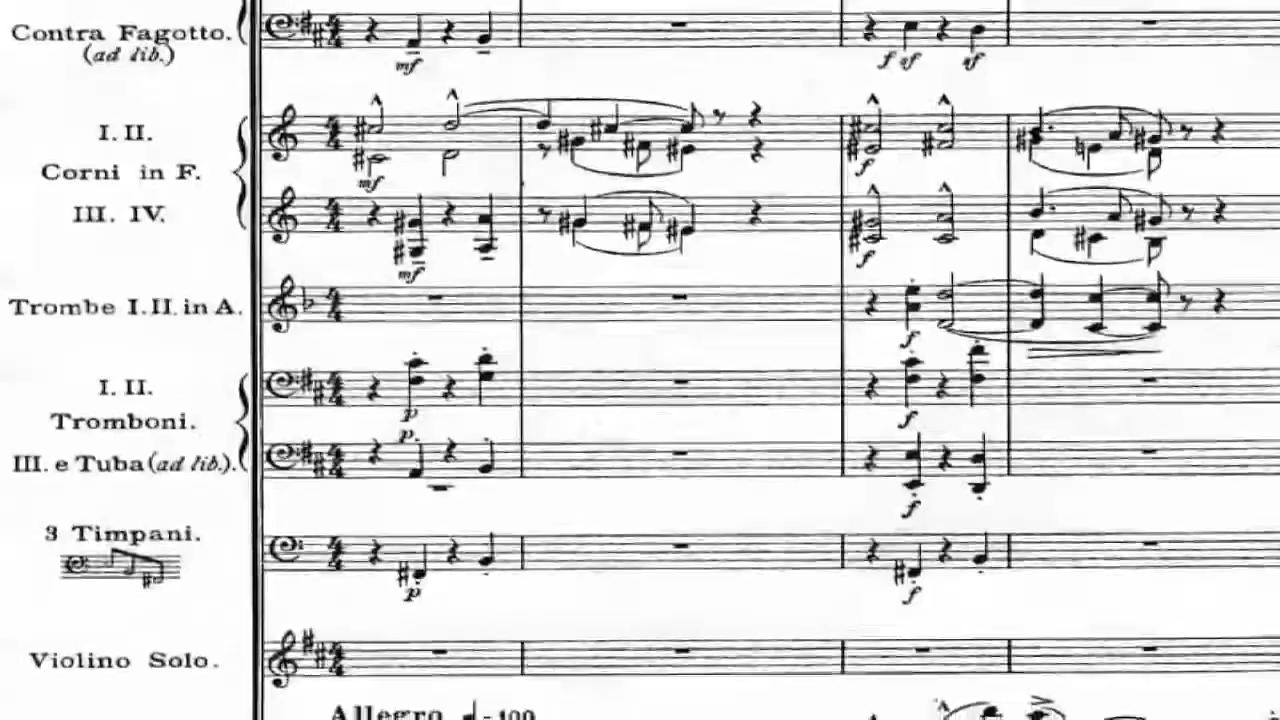 Contra Fagotto.
(ad lib.)
mf
f sf sf
I. II.
Corni in F.
mf
f
III. IV.
mf
f
Trombe I. II. in A.
f
I. II.
Tromboni.
p
f
p
III. e Tuba (ad lib.).
f
3 Timpani.
p
f
Violino Solo.
Allegro ♩ = 100